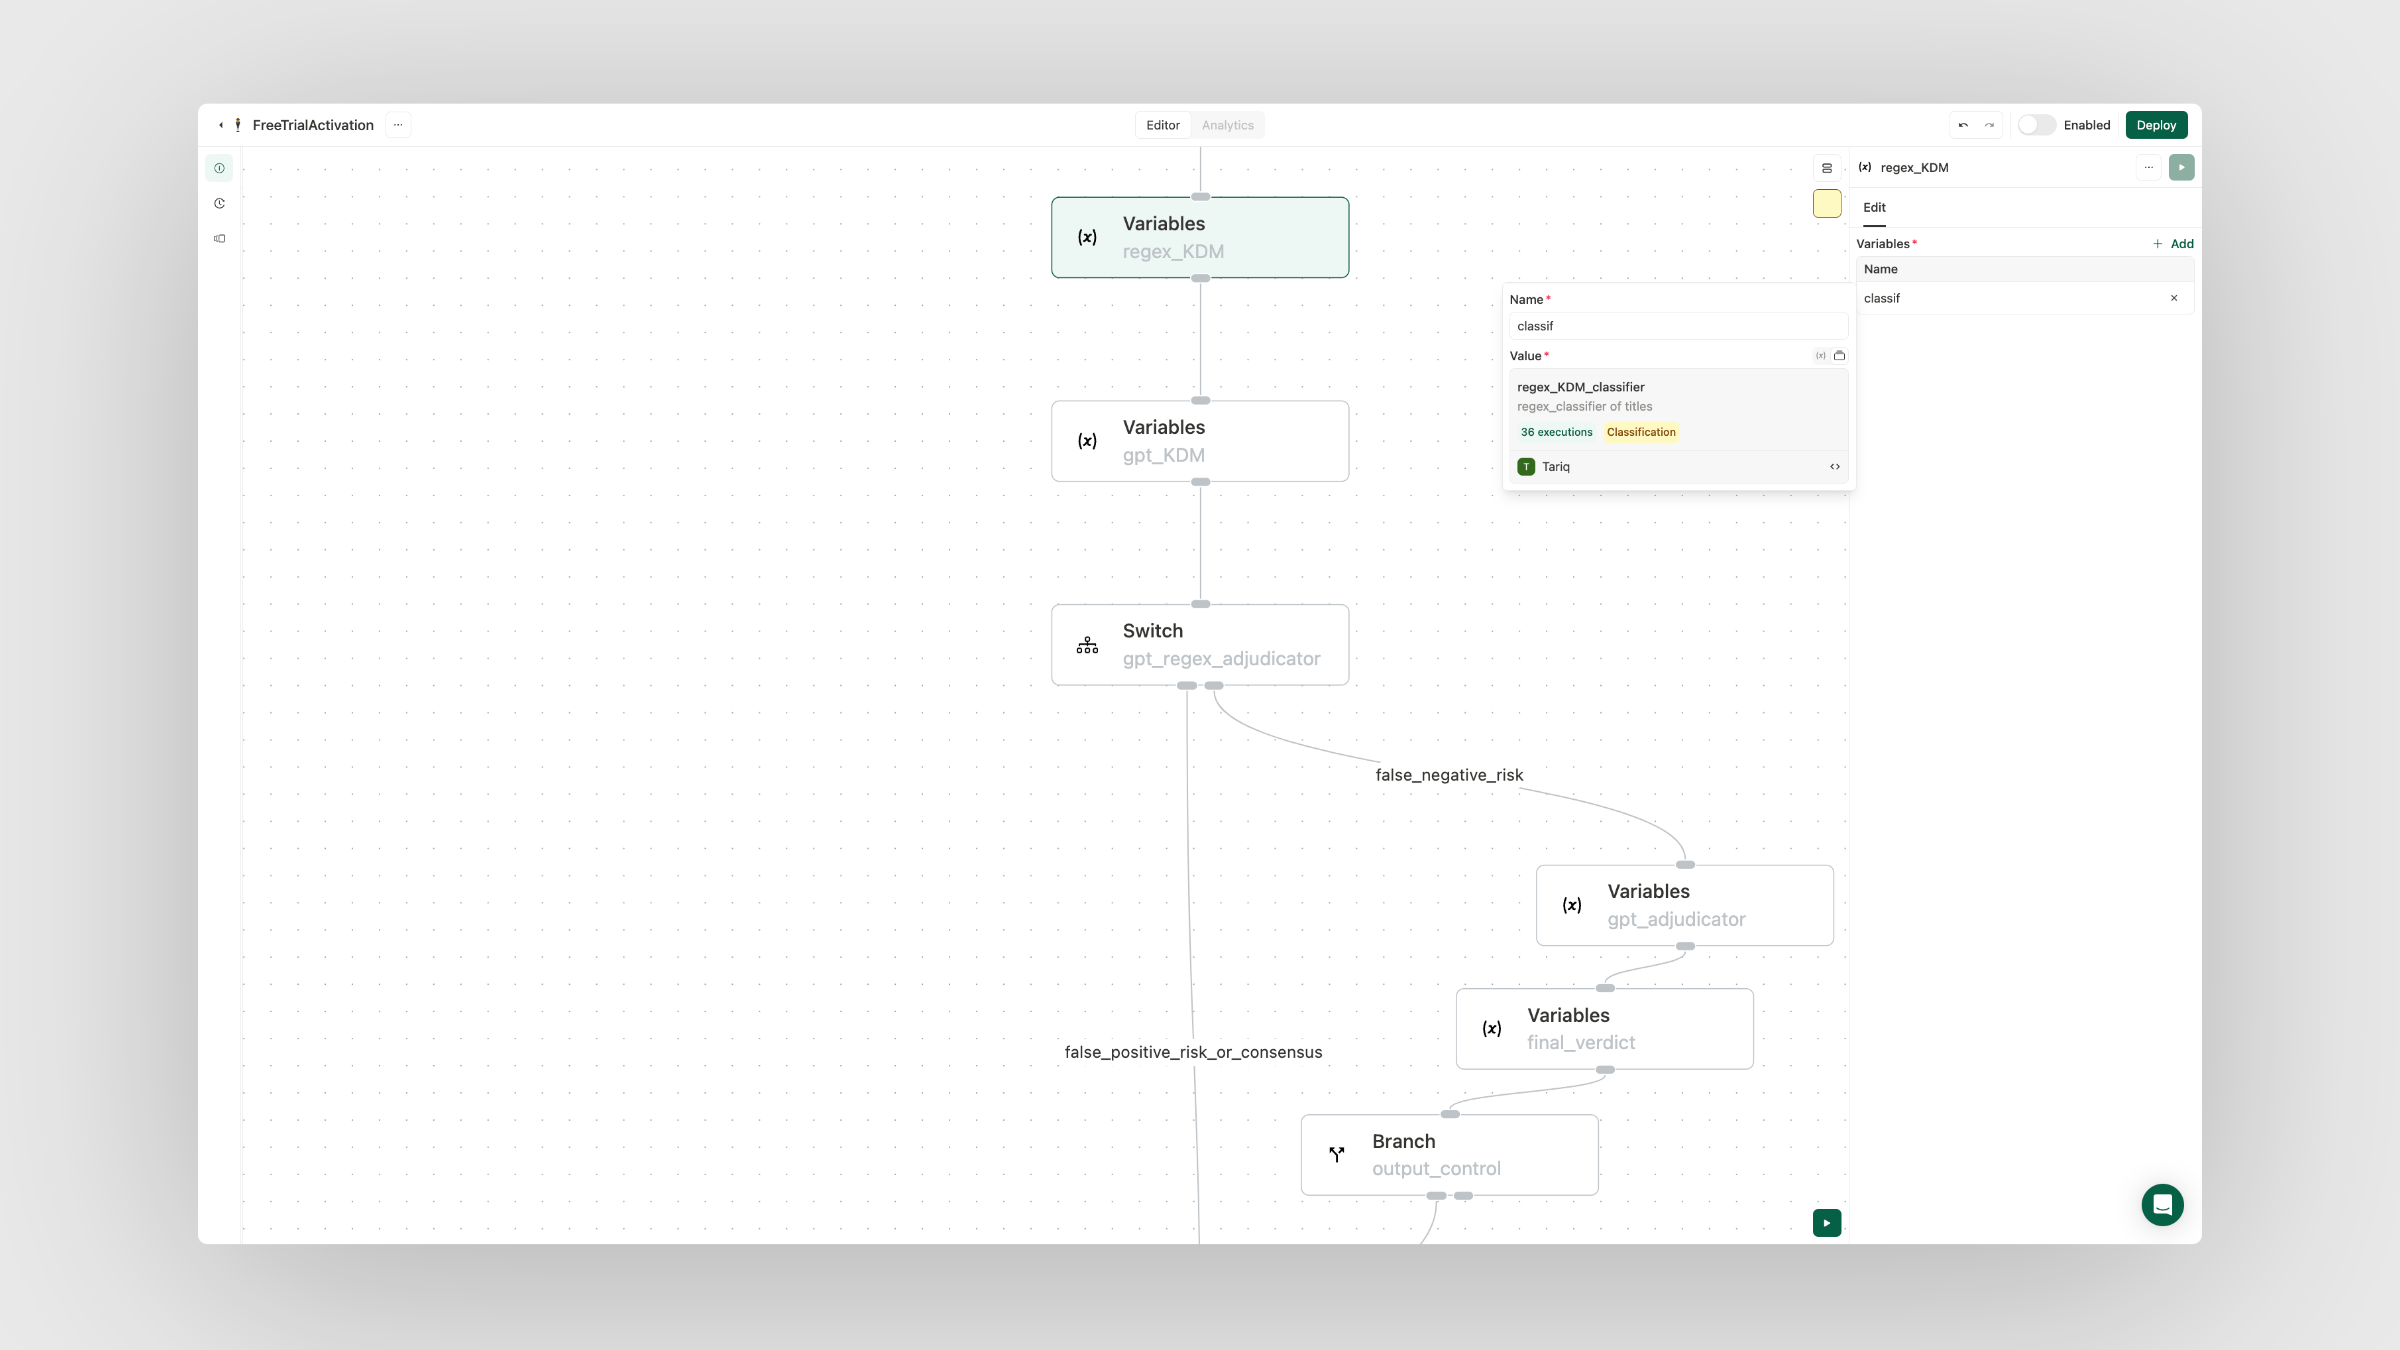 FreeTrialActivation
Editor
Analytics
Enabled
Deploy
(x) regex_KDM
Edit
Variables*
+ Add
Name
classif
(x)
Variables
regex_KDM
Name*
classif
Value*
(x)
regex_KDM_classifier
regex_classifier of titles
36 executions
Classification
T
Tariq
(x)
Variables
gpt_KDM
Switch
gpt_regex_adjudicator
false_negative_risk
(x)
Variables
gpt_adjudicator
(x)
Variables
final_verdict
false_positive_risk_or_consensus
Branch
output_control